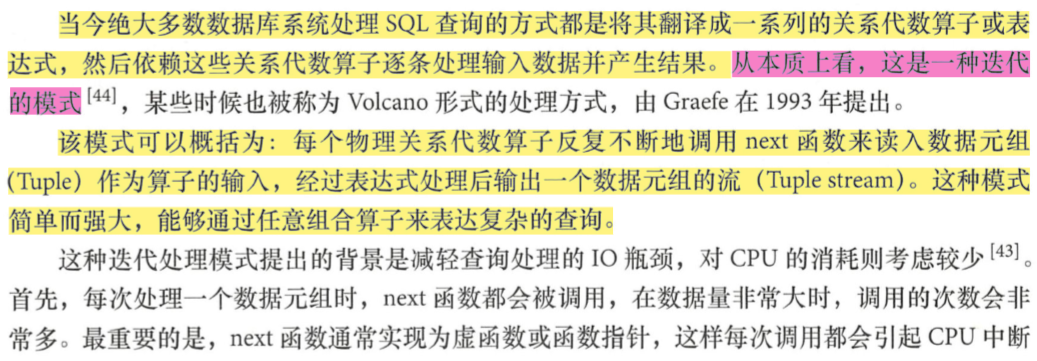 当今绝大多数数据库系统处理 SQL 查询的方式都是将其翻译成一系列的关系代数算子或表
达式，然后依赖这些关系代数算子逐条处理输入数据并产生结果。从本质上看，这是一种迭代
的模式 [44]，某些时候也被称为 Volcano 形式的处理方式，由 Graefe 在 1993 年提出。
该模式可以概括为：每个物理关系代数算子反复不断地调用 next 函数来读入数据元组
(Tuple）作为算子的输入，经过表达式处理后输出一个数据元组的流（Tuple stream）。这种模式
简单而强大，能够通过任意组合算子来表达复杂的查询。
这种迭代处理模式提出的背景是减轻查询处理的 IO 瓶颈，对 CPU 的消耗则考虑较少 [43]。
首先，每次处理一个数据元组时，next 函数都会被调用，在数据量非常大时，调用的次数会非
常多。最重要的是，next 函数通常实现为虚函数或函数指针，这样每次调用都会引起 CPU 中断